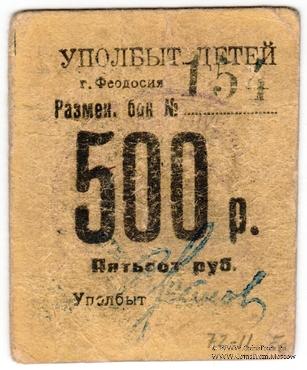 УПОЛБЫТ ДЕТЕЙ
г. Феодосия
Размен. бон № 154
500 р.
Пятьсот руб.
Уполбыт